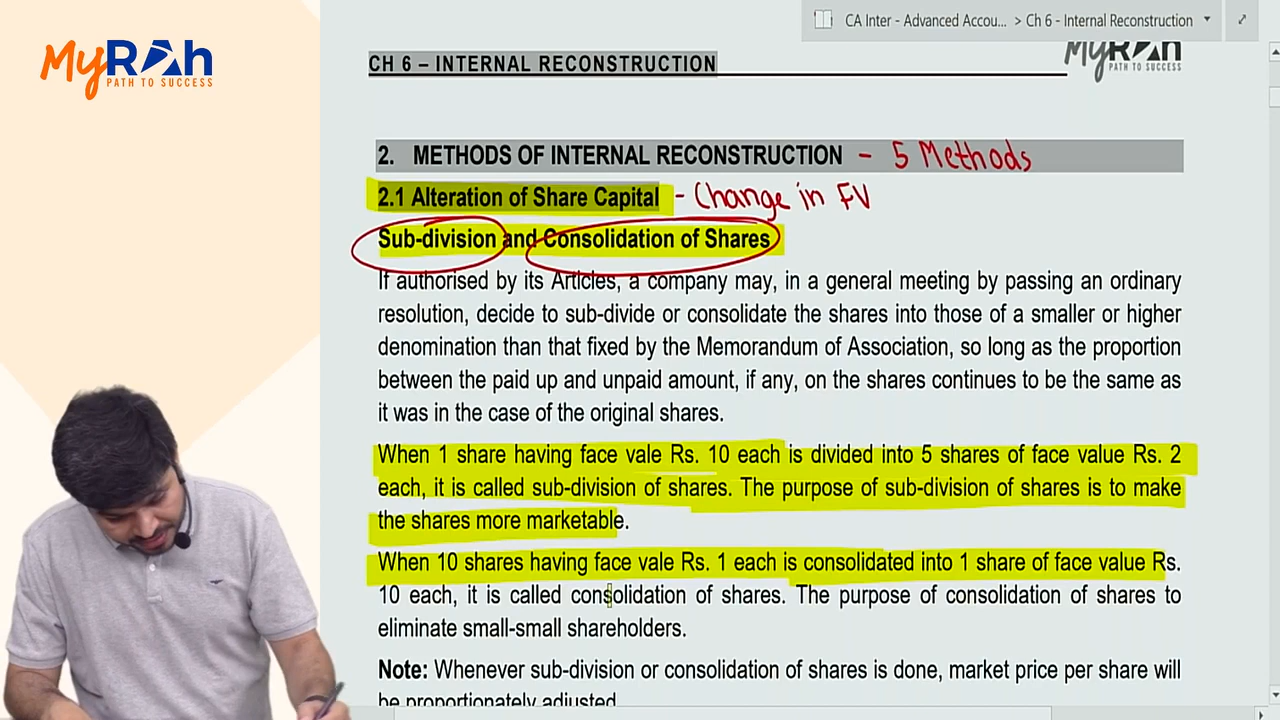 MyRAh
PATH TO SUCCESS
CA Inter - Advanced Accou... > Ch 6 - Internal Reconstruction
CH 6 – INTERNAL RECONSTRUCTION
MyRAh
PATH TO SUCCESS
2. METHODS OF INTERNAL RECONSTRUCTION - 5 Methods
2.1 Alteration of Share Capital - Change in FV
Sub-division and Consolidation of Shares
If authorised by its Articles, a company may, in a general meeting by passing an ordinary
resolution, decide to sub-divide or consolidate the shares into those of a smaller or higher
denomination than that fixed by the Memorandum of Association, so long as the proportion
between the paid up and unpaid amount, if any, on the shares continues to be the same as
it was in the case of the original shares.
When 1 share having face vale Rs. 10 each is divided into 5 shares of face value Rs. 2
each, it is called sub-division of shares. The purpose of sub-division of shares is to make
the shares more marketable.
When 10 shares having face vale Rs. 1 each is consolidated into 1 share of face value Rs.
10 each, it is called consolidation of shares. The purpose of consolidation of shares to
eliminate small-small shareholders.
Note: Whenever sub-division or consolidation of shares is done, market price per share will
be proportionately adjusted.